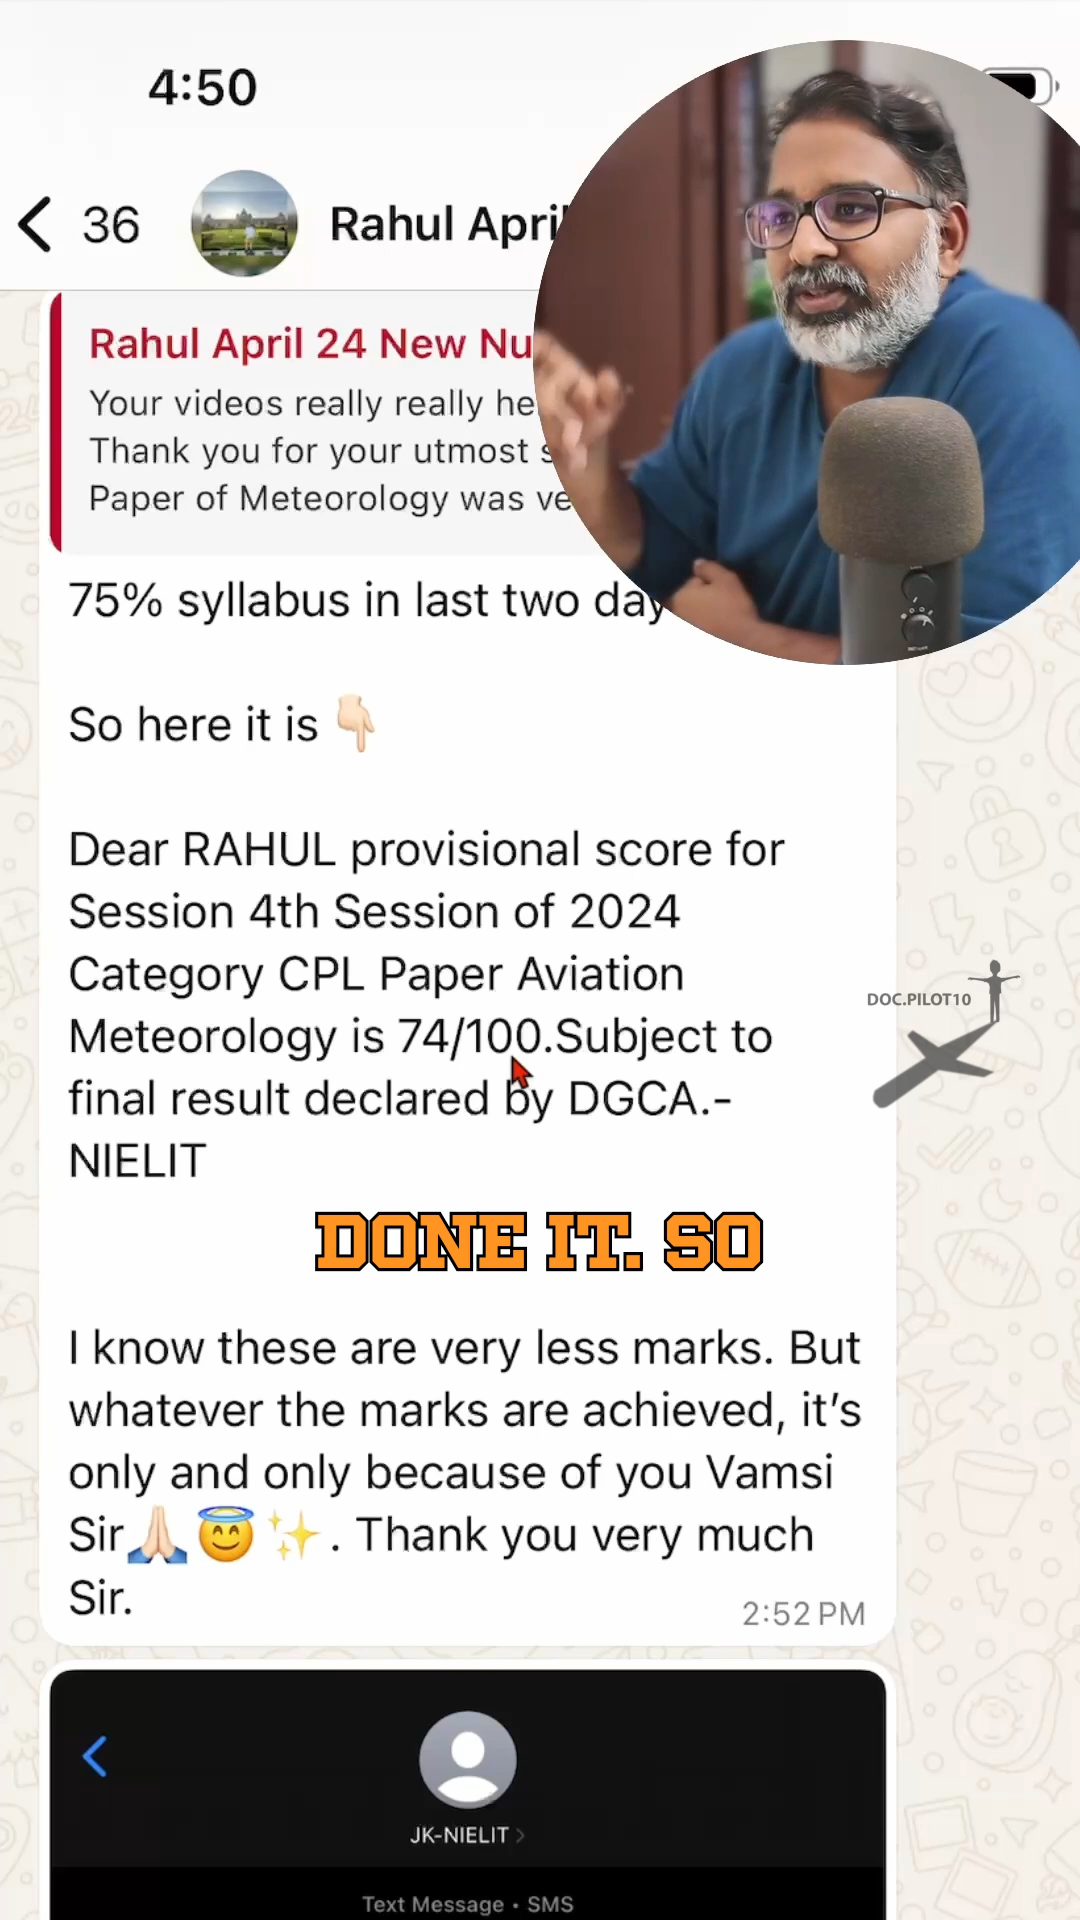 4:50
36
Rahul April
Rahul April 24 New Nu
Your videos really really he
Thank you for your utmost s
Paper of Meteorology was ve
75% syllabus in last two day
So here it is 👇🏻
Dear RAHUL provisional score for
Session 4th Session of 2024
Category CPL Paper Aviation
Meteorology is 74/100.Subject to
final result declared by DGCA.-
NIELIT
DOC.PILOT10
DONE IT. SO
I know these are very less marks. But
whatever the marks are achieved, it's
only and only because of you Vamsi
Sir🙏🏻😇✨. Thank you very much
Sir.
2:52 PM
JK-NIELIT >
Text Message • SMS